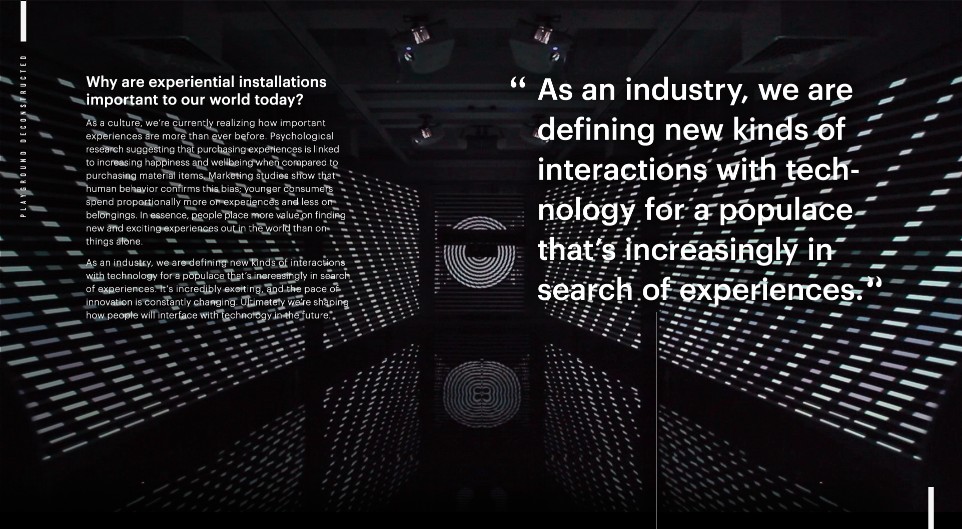 PLAYGROUND DECONSTRUCTED
Why are experiential installations
important to our world today?
As a culture, we're currently realizing how important
experiences are more than ever before. Psychological
research suggesting that purchasing experiences is linked
to increasing happiness and wellbeing when compared to
purchasing material items. Marketing studies show that
human behavior confirms this bias: younger consumers
spend proportionally more on experiences and less on
belongings. In essence, people place more value on finding
new and exciting experiences out in the world than on
things alone.
As an industry, we are defining new kinds of interactions
with technology for a populace that's increasingly in search
of experiences. It's incredibly exciting, and the pace of
innovation is constantly changing. Ultimately we're shaping
how people will interface with technology in the future.
“ As an industry, we are
defining new kinds of
interactions with tech-
nology for a populace
that's increasingly in
search of experiences.”